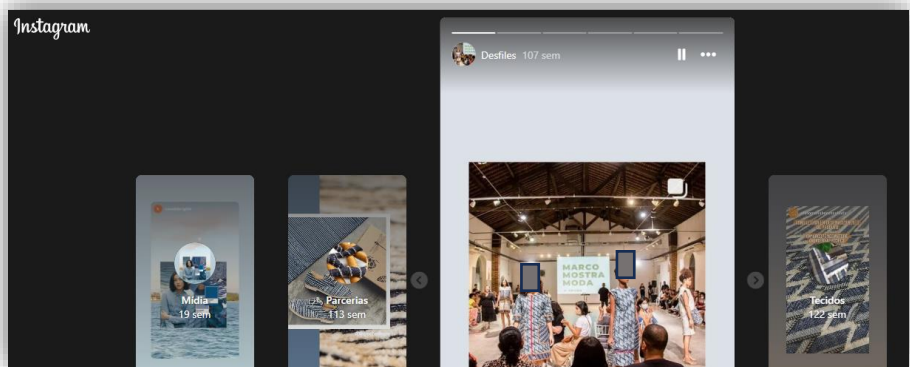 Instagram
Desfiles 107 sem
MARCO
MOSTRA
MODA
Mídia
19 sem
Parcerias
113 sem
Tecidos
122 sem